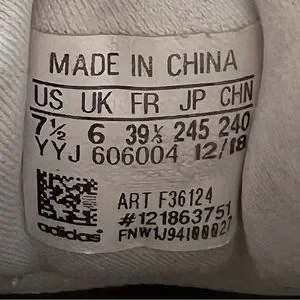 MADE IN CHINA
US UK FR JP CHN
7½ 6 39⅓ 245 240
YYJ 606004 12/18
ART F36124
#121863751
adidas FNW1J94I00027